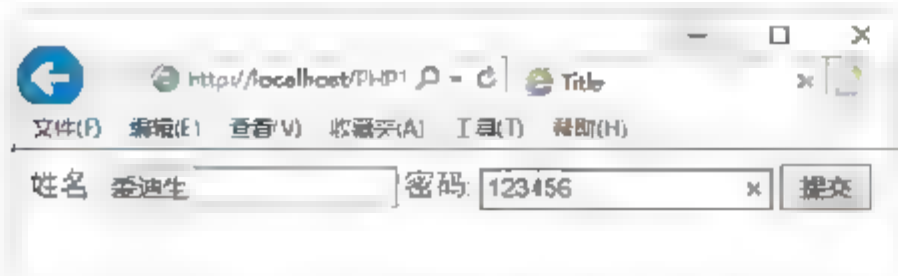 http://localhost/PHP1 Title
文件(F) 编辑(E) 查看(V) 收藏夹(A) 工具(T) 帮助(H)
姓名 委迪生 密码: 123456 提交